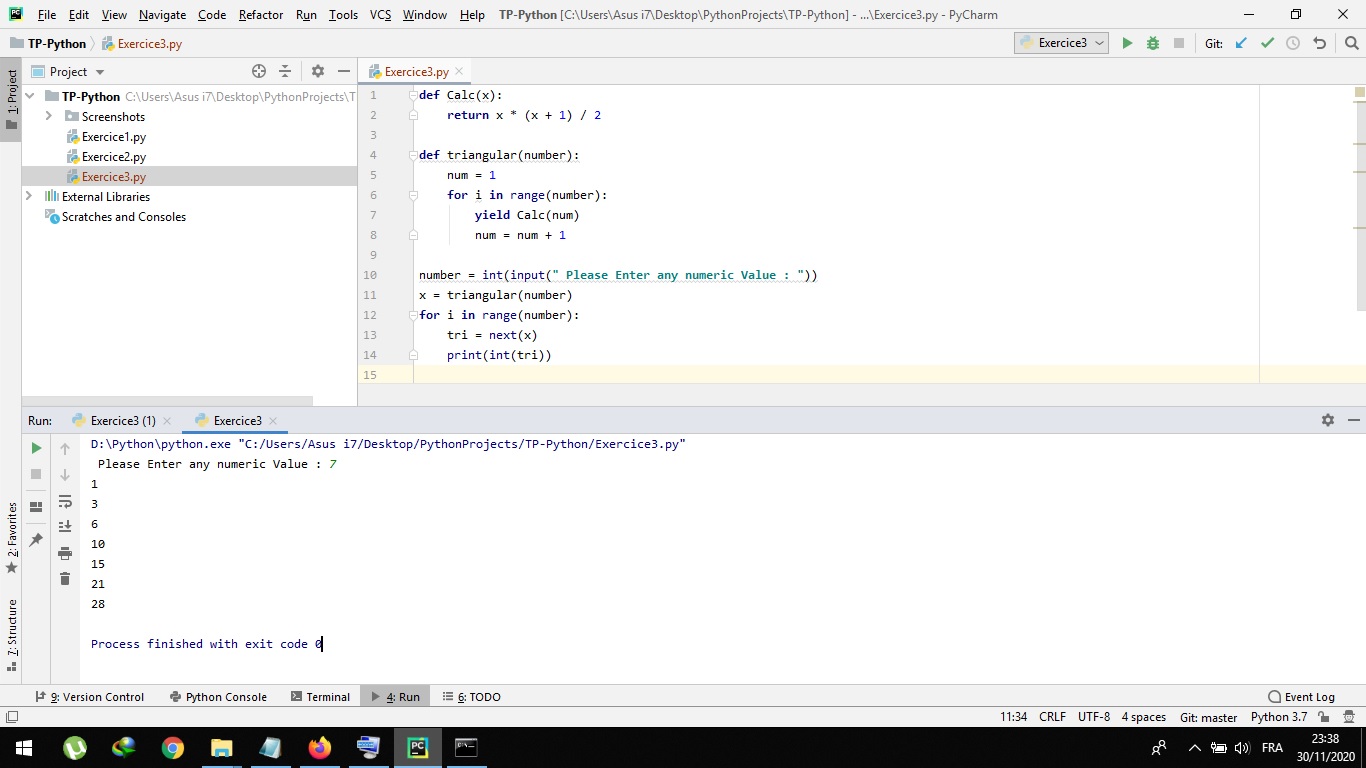 File Edit View Navigate Code Refactor Run Tools VCS Window Help TP-Python [C:\Users\Asus i7\Desktop\PythonProjects\TP-Python] - ...\Exercice3.py - PyCharm
TP-Python Exercice3.py Exercice3 Git:
Project
Exercice3.py
1: Project
TP-Python C:\Users\Asus i7\Desktop\PythonProjects\T
Screenshots
Exercice1.py
Exercice2.py
Exercice3.py
External Libraries
Scratches and Consoles
1 def Calc(x):
2     return x * (x + 1) / 2
3
4 def triangular(number):
5     num = 1
6     for i in range(number):
7         yield Calc(num)
8         num = num + 1
9
10 number = int(input(" Please Enter any numeric Value : "))
11 x = triangular(number)
12 for i in range(number):
13     tri = next(x)
14     print(int(tri))
15
Run: Exercice3 (1) Exercice3
D:\Python\python.exe "C:/Users/Asus i7/Desktop/PythonProjects/TP-Python/Exercice3.py"
 Please Enter any numeric Value : 7
1
3
6
10
15
21
28
Process finished with exit code 0
2: Favorites
7: Structure
9: Version Control Python Console Terminal 4: Run 6: TODO Event Log
11:34 CRLF UTF-8 4 spaces Git: master Python 3.7
PC FRA 23:38
30/11/2020